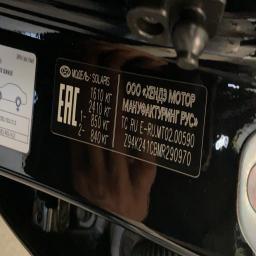 МОДЕЛЬ: SOLARIS
1610 КГ
2410 КГ
1- 850 КГ
2- 840 КГ
ЕАС
ООО «ХЕНДЭ МОТОР
МАНУФАКТУРИНГ РУС»
ТС RU Е-RU.МТ02.00590
Z94K241CBMR290970